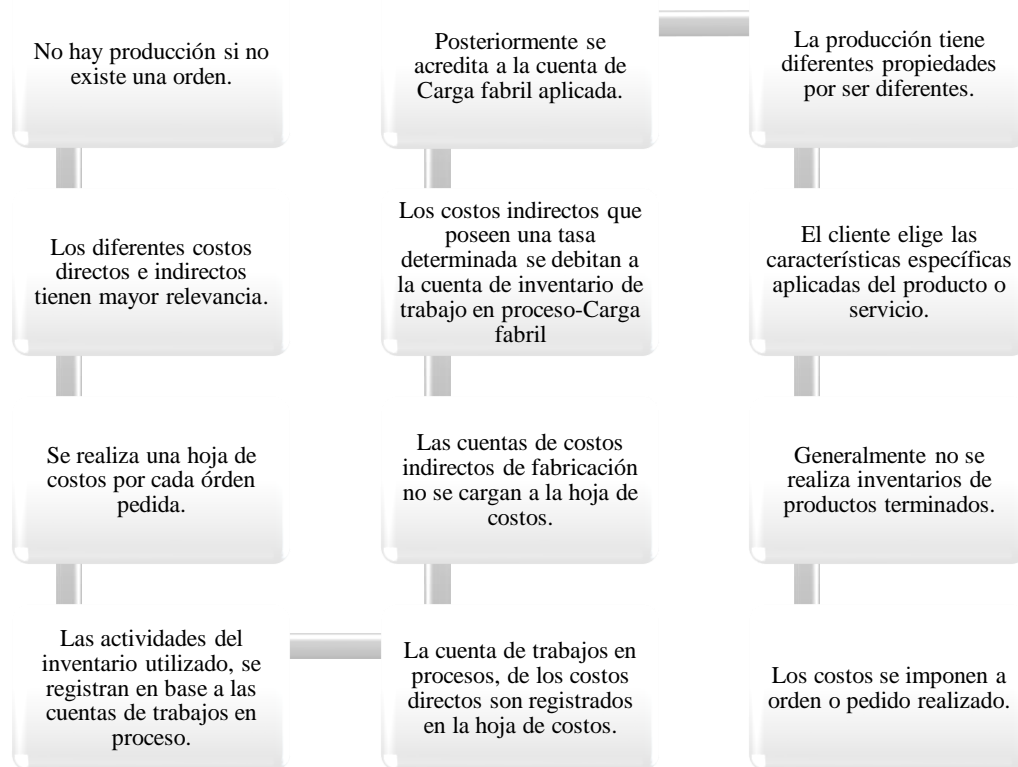 No hay producción si no
existe una orden.
Los diferentes costos
directos e indirectos
tienen mayor relevancia.
Se realiza una hoja de
costos por cada órden
pedida.
Las actividades del
inventario utilizado, se
registran en base a las
cuentas de trabajos en
proceso.
La cuenta de trabajos en
procesos, de los costos
directos son registrados
en la hoja de costos.
Las cuentas de costos
indirectos de fabricación
no se cargan a la hoja de
costos.
Los costos indirectos que
poseen una tasa
determinada se debitan a
la cuenta de inventario de
trabajo en proceso-Carga
fabril
Posteriormente se
acredita a la cuenta de
Carga fabril aplicada.
La producción tiene
diferentes propiedades
por ser diferentes.
El cliente elige las
características específicas
aplicadas del producto o
servicio.
Generalmente no se
realiza inventarios de
productos terminados.
Los costos se imponen a
orden o pedido realizado.